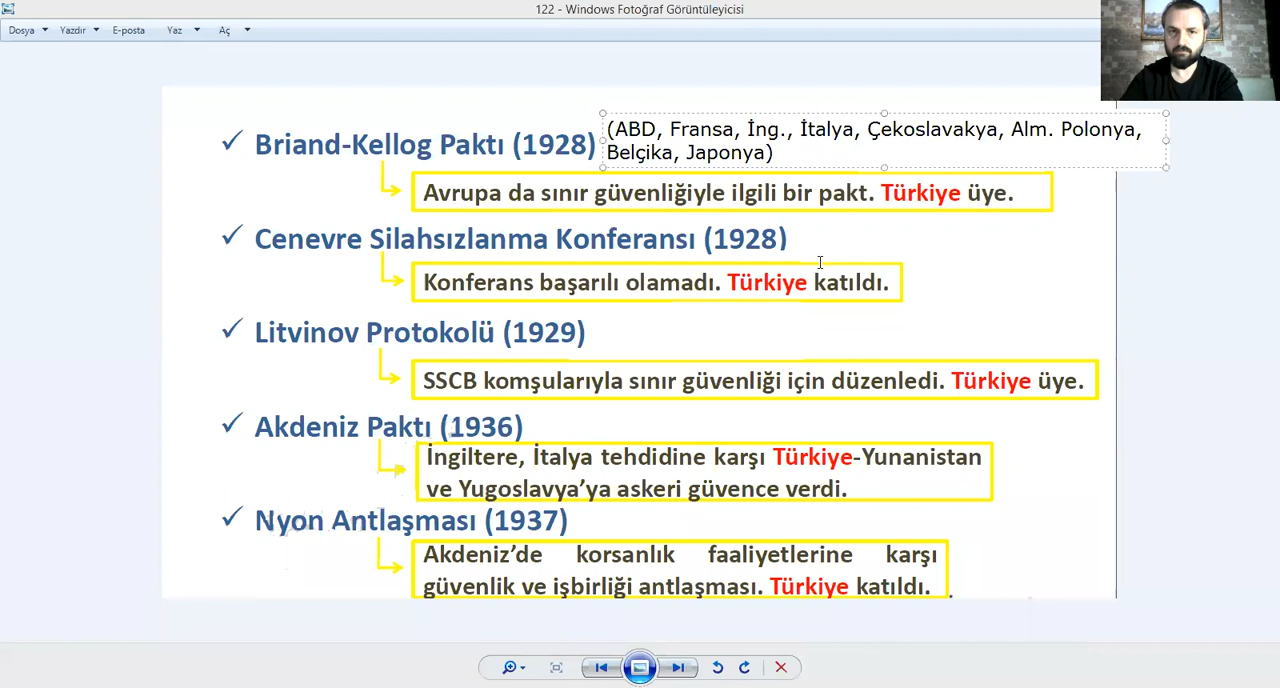 122 - Windows Fotoğraf Görüntüleyicisi
Dosya Yazdır E-posta Yaz Aç
Briand-Kellog Paktı (1928)
(ABD, Fransa, İng., İtalya, Çekoslavakya, Alm. Polonya,
Belçika, Japonya)
Avrupa da sınır güvenliğiyle ilgili bir pakt. Türkiye üye.
Cenevre Silahsızlanma Konferansı (1928)
Konferans başarılı olamadı. Türkiye katıldı.
Litvinov Protokolü (1929)
SSCB komşularıyla sınır güvenliği için düzenledi. Türkiye üye.
Akdeniz Paktı (1936)
İngiltere, İtalya tehdidine karşı Türkiye-Yunanistan
ve Yugoslavya’ya askeri güvence verdi.
Nyon Antlaşması (1937)
Akdeniz’de korsanlık faaliyetlerine karşı
güvenlik ve işbirliği antlaşması. Türkiye katıldı.